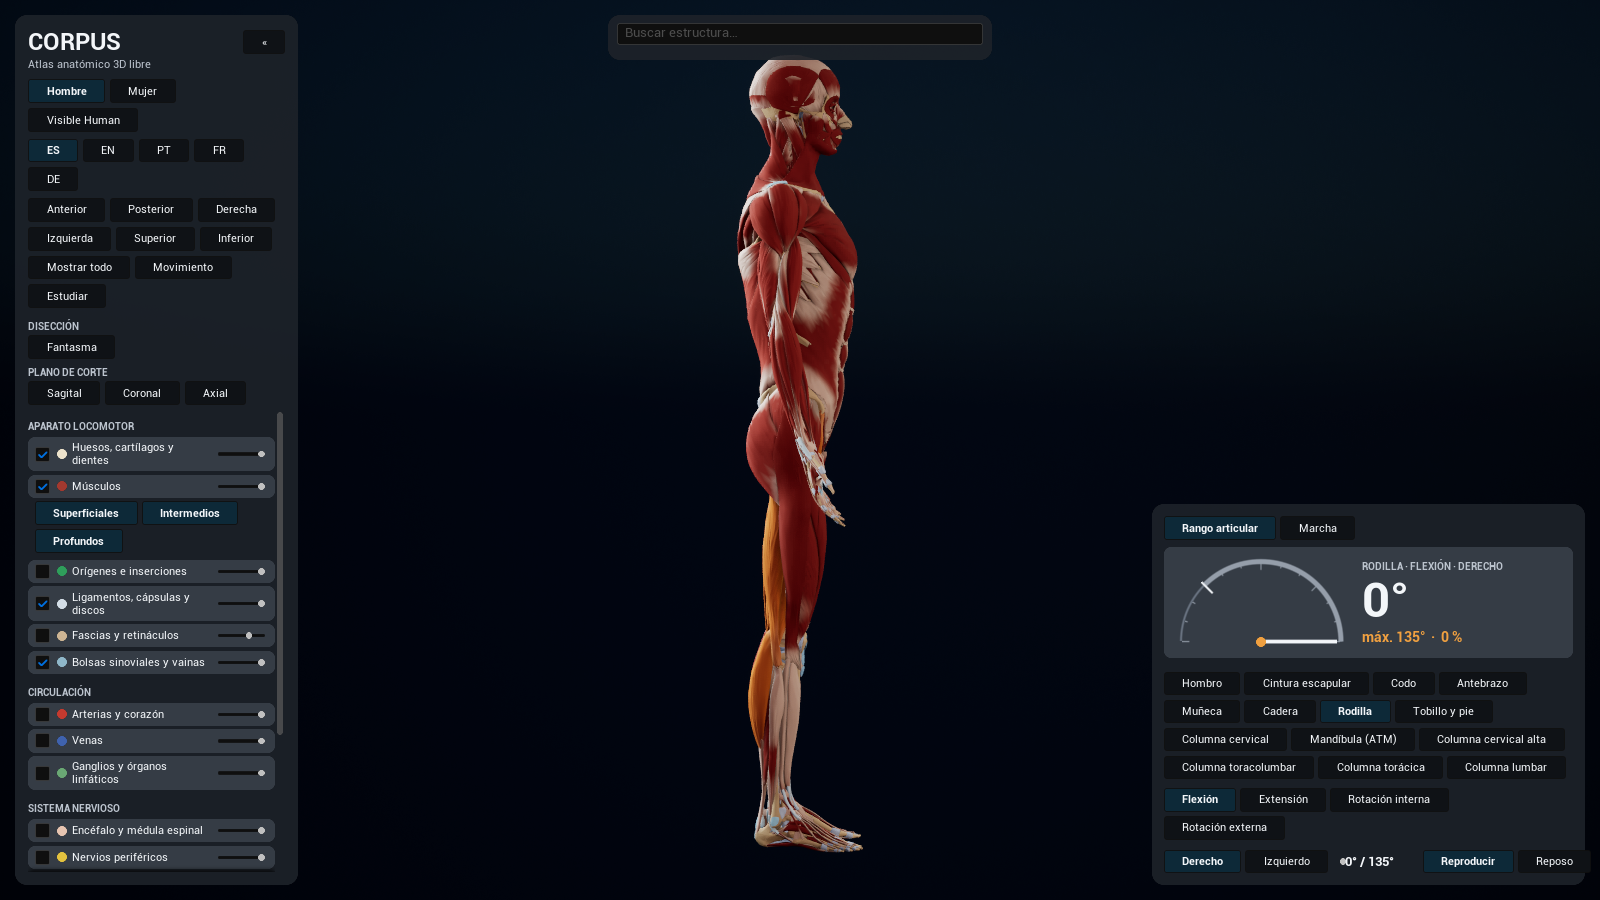 CORPUS
«
Atlas anatómico 3D libre
Hombre Mujer
Visible Human
ES EN PT FR
DE
Anterior Posterior Derecha
Izquierda Superior Inferior
Mostrar todo Movimiento
Estudiar
DISECCIÓN
Fantasma
PLANO DE CORTE
Sagital Coronal Axial
APARATO LOCOMOTOR
Huesos, cartílagos y
dientes
Músculos
Superficiales Intermedios
Profundos
Orígenes e inserciones
Ligamentos, cápsulas y
discos
Fascias y retináculos
Bolsas sinoviales y vainas
CIRCULACIÓN
Arterias y corazón
Venas
Ganglios y órganos
linfáticos
SISTEMA NERVIOSO
Encéfalo y médula espinal
Nervios periféricos
Buscar estructura...
Rango articular Marcha
RODILLA · FLEXIÓN · DERECHO
0°
máx. 135° · 0 %
Hombro Cintura escapular Codo Antebrazo
Muñeca Cadera Rodilla Tobillo y pie
Columna cervical Mandíbula (ATM) Columna cervical alta
Columna toracolumbar Columna torácica Columna lumbar
Flexión Extensión Rotación interna
Rotación externa
Derecho Izquierdo 0° / 135° Reproducir Reposo